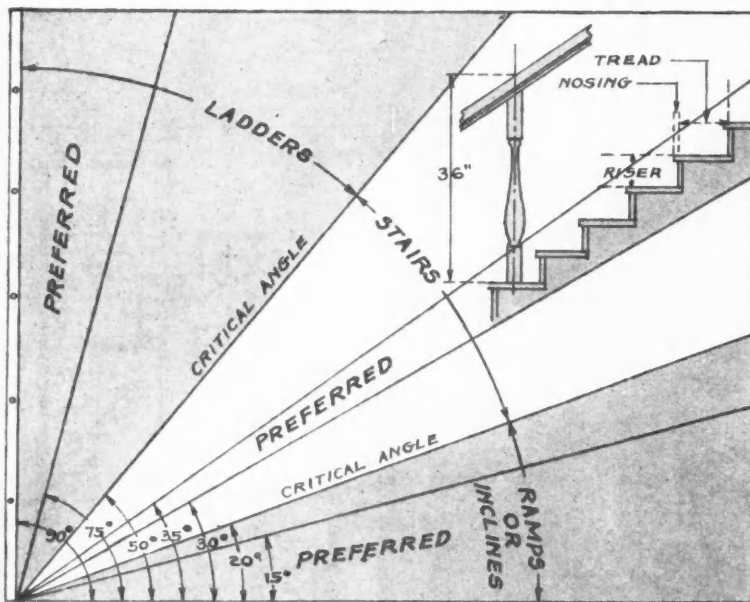 TREAD
NOSING
LADDERS
36"
RISER
PREFERRED
STAIRS
CRITICAL ANGLE
PREFERRED
CRITICAL ANGLE
RAMPS
OR
INCLINES
PREFERRED
90°
75°
50°
35°
30°
20°
15°